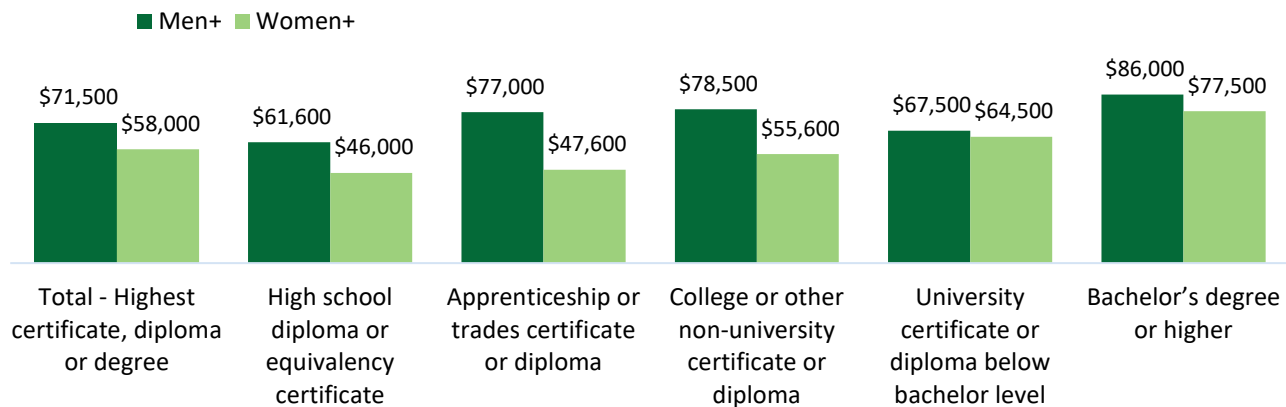 Men+ Women+
$71,500
$58,000
$61,600
$46,000
$77,000
$47,600
$78,500
$55,600
$67,500 $64,500
$86,000
$77,500
Total - Highest
certificate, diploma
or degree
High school
diploma or
equivalency
certificate
Apprenticeship or
trades certificate
or diploma
College or other
non-university
certificate or
diploma
University
certificate or
diploma below
bachelor level
Bachelor’s degree
or higher